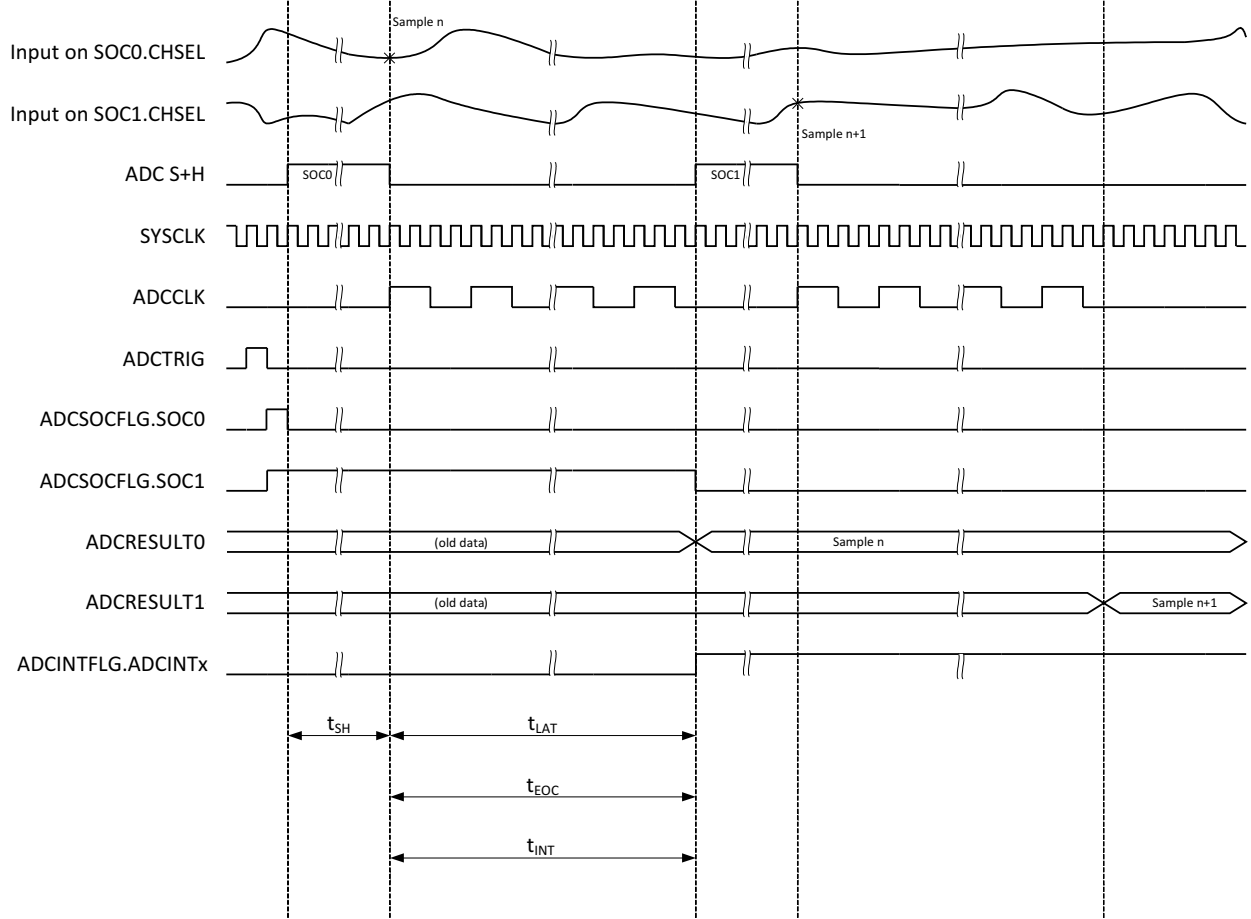 Sample n
Input on SOC0.CHSEL
Input on SOC1.CHSEL
Sample n+1
ADC S+H
SOC0
SOC1
SYSCLK
ADCCLK
ADCTRIG
ADCSOCFLG.SOC0
ADCSOCFLG.SOC1
ADCRESULT0
(old data)
Sample n
ADCRESULT1
(old data)
Sample n+1
ADCINTFLG.ADCINTx
tSH
tLAT
tEOC
tINT